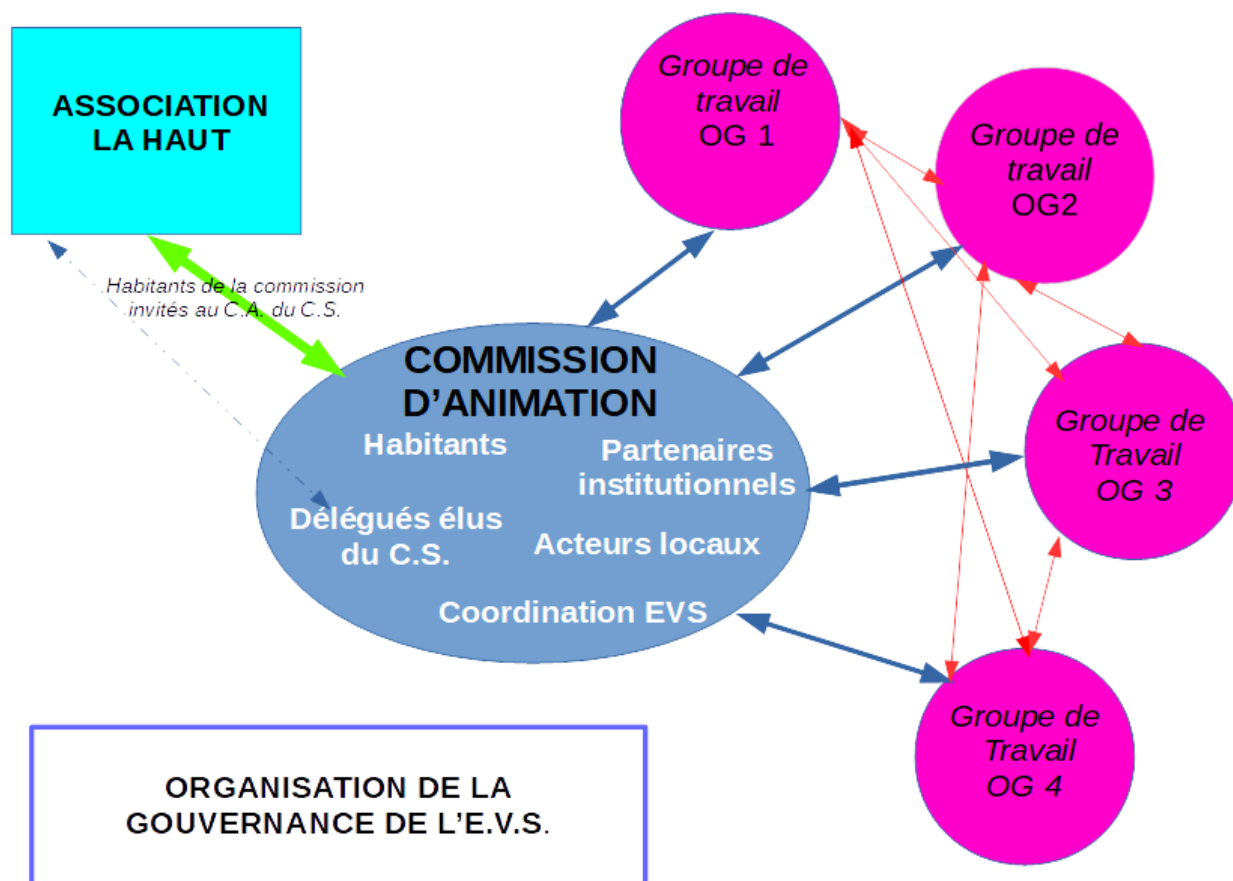 ASSOCIATION
LA HAUT
Groupe de
travail
OG 1
Groupe de
travail
OG2
Habitants de la commission
invités au C.A. du C.S.
COMMISSION
D’ANIMATION
Habitants
Partenaires
institutionnels
Délégués élus
du C.S.
Acteurs locaux
Coordination EVS
Groupe de
Travail
OG 3
Groupe de
Travail
OG 4
ORGANISATION DE LA
GOUVERNANCE DE L’E.V.S.